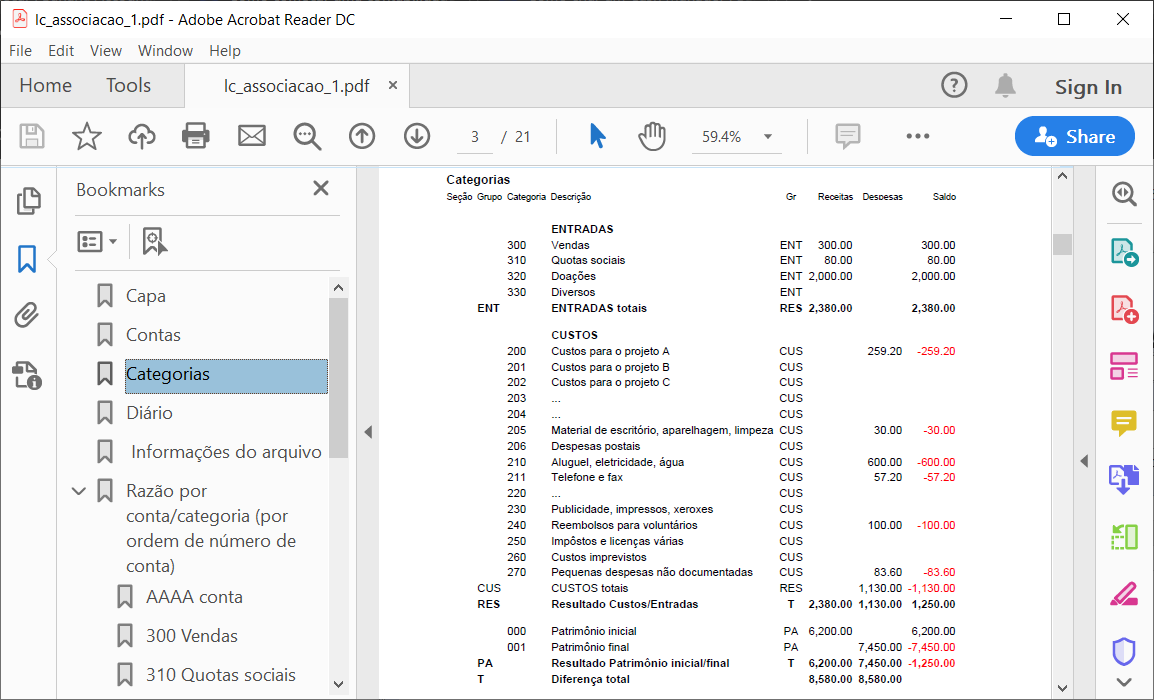 lc_associacao_1.pdf - Adobe Acrobat Reader DC
File Edit View Window Help
Home Tools lc_associacao_1.pdf × Sign In
3 / 21 59.4% Share
Bookmarks
Capa
Contas
Categorias
Diário
Informações do arquivo
Razão por
conta/categoria (por
ordem de número de
conta)
AAAA conta
300 Vendas
310 Quotas sociais
Categorias
Seção Grupo Categoria Descrição Gr Receitas Despesas Saldo
ENTRADAS
300 Vendas ENT 300.00 300.00
310 Quotas sociais ENT 80.00 80.00
320 Doações ENT 2,000.00 2,000.00
330 Diversos ENT
ENT ENTRADAS totais RES 2,380.00 2,380.00
CUSTOS
200 Custos para o projeto A CUS 259.20 -259.20
201 Custos para o projeto B CUS
202 Custos para o projeto C CUS
203 ... CUS
204 ... CUS
205 Material de escritório, aparelhagem, limpeza CUS 30.00 -30.00
206 Despesas postais CUS
210 Aluguel, eletricidade, água CUS 600.00 -600.00
211 Telefone e fax CUS 57.20 -57.20
220 ... CUS
230 Publicidade, impressos, xeroxes CUS
240 Reembolsos para voluntários CUS 100.00 -100.00
250 Impôstos e licenças várias CUS
260 Custos imprevistos CUS
270 Pequenas despesas não documentadas CUS 83.60 -83.60
CUS CUSTOS totais RES 1,130.00 -1,130.00
RES Resultado Custos/Entradas T 2,380.00 1,130.00 1,250.00
000 Patrimônio inicial PA 6,200.00 6,200.00
001 Patrimônio final PA 7,450.00 -7,450.00
PA Resultado Patrimônio inicial/final T 6,200.00 7,450.00 -1,250.00
T Diferença total 8,580.00 8,580.00